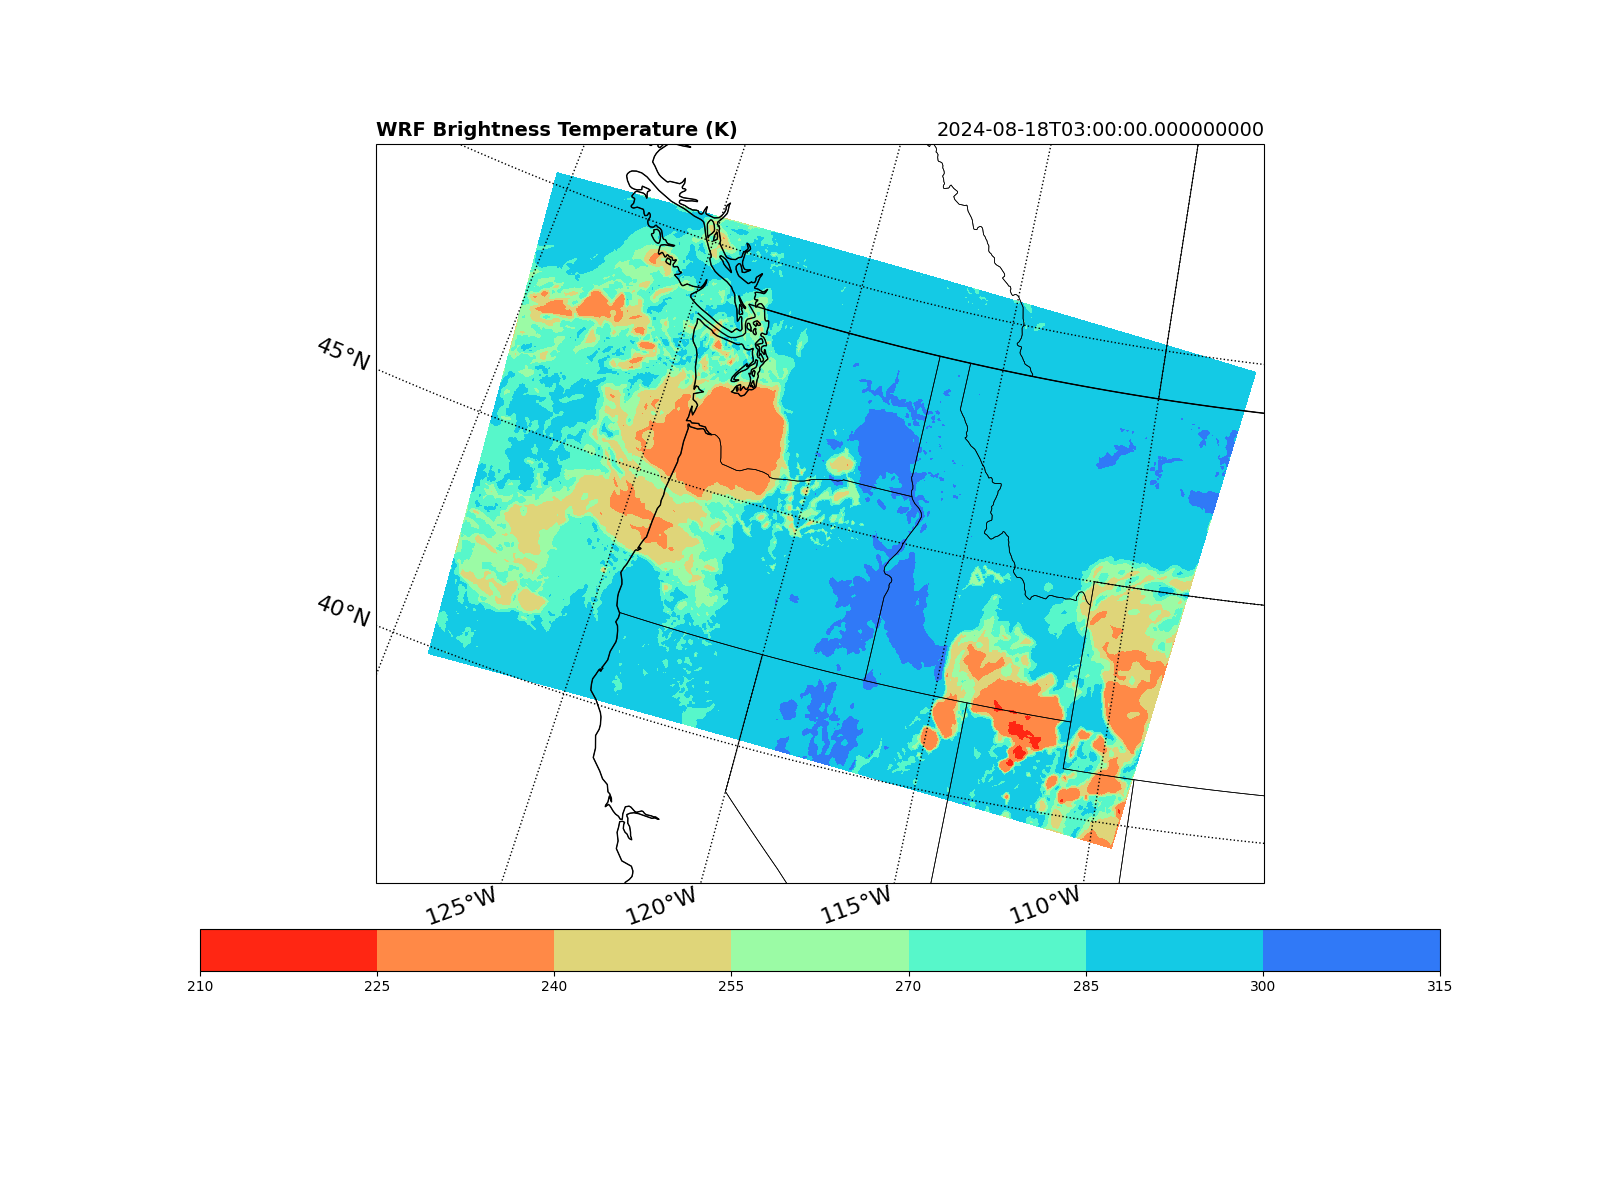 WRF Brightness Temperature (K)
2024-08-18T03:00:00.000000000
45°N
40°N
125°W
120°W
115°W
110°W
210
225
240
255
270
285
300
315